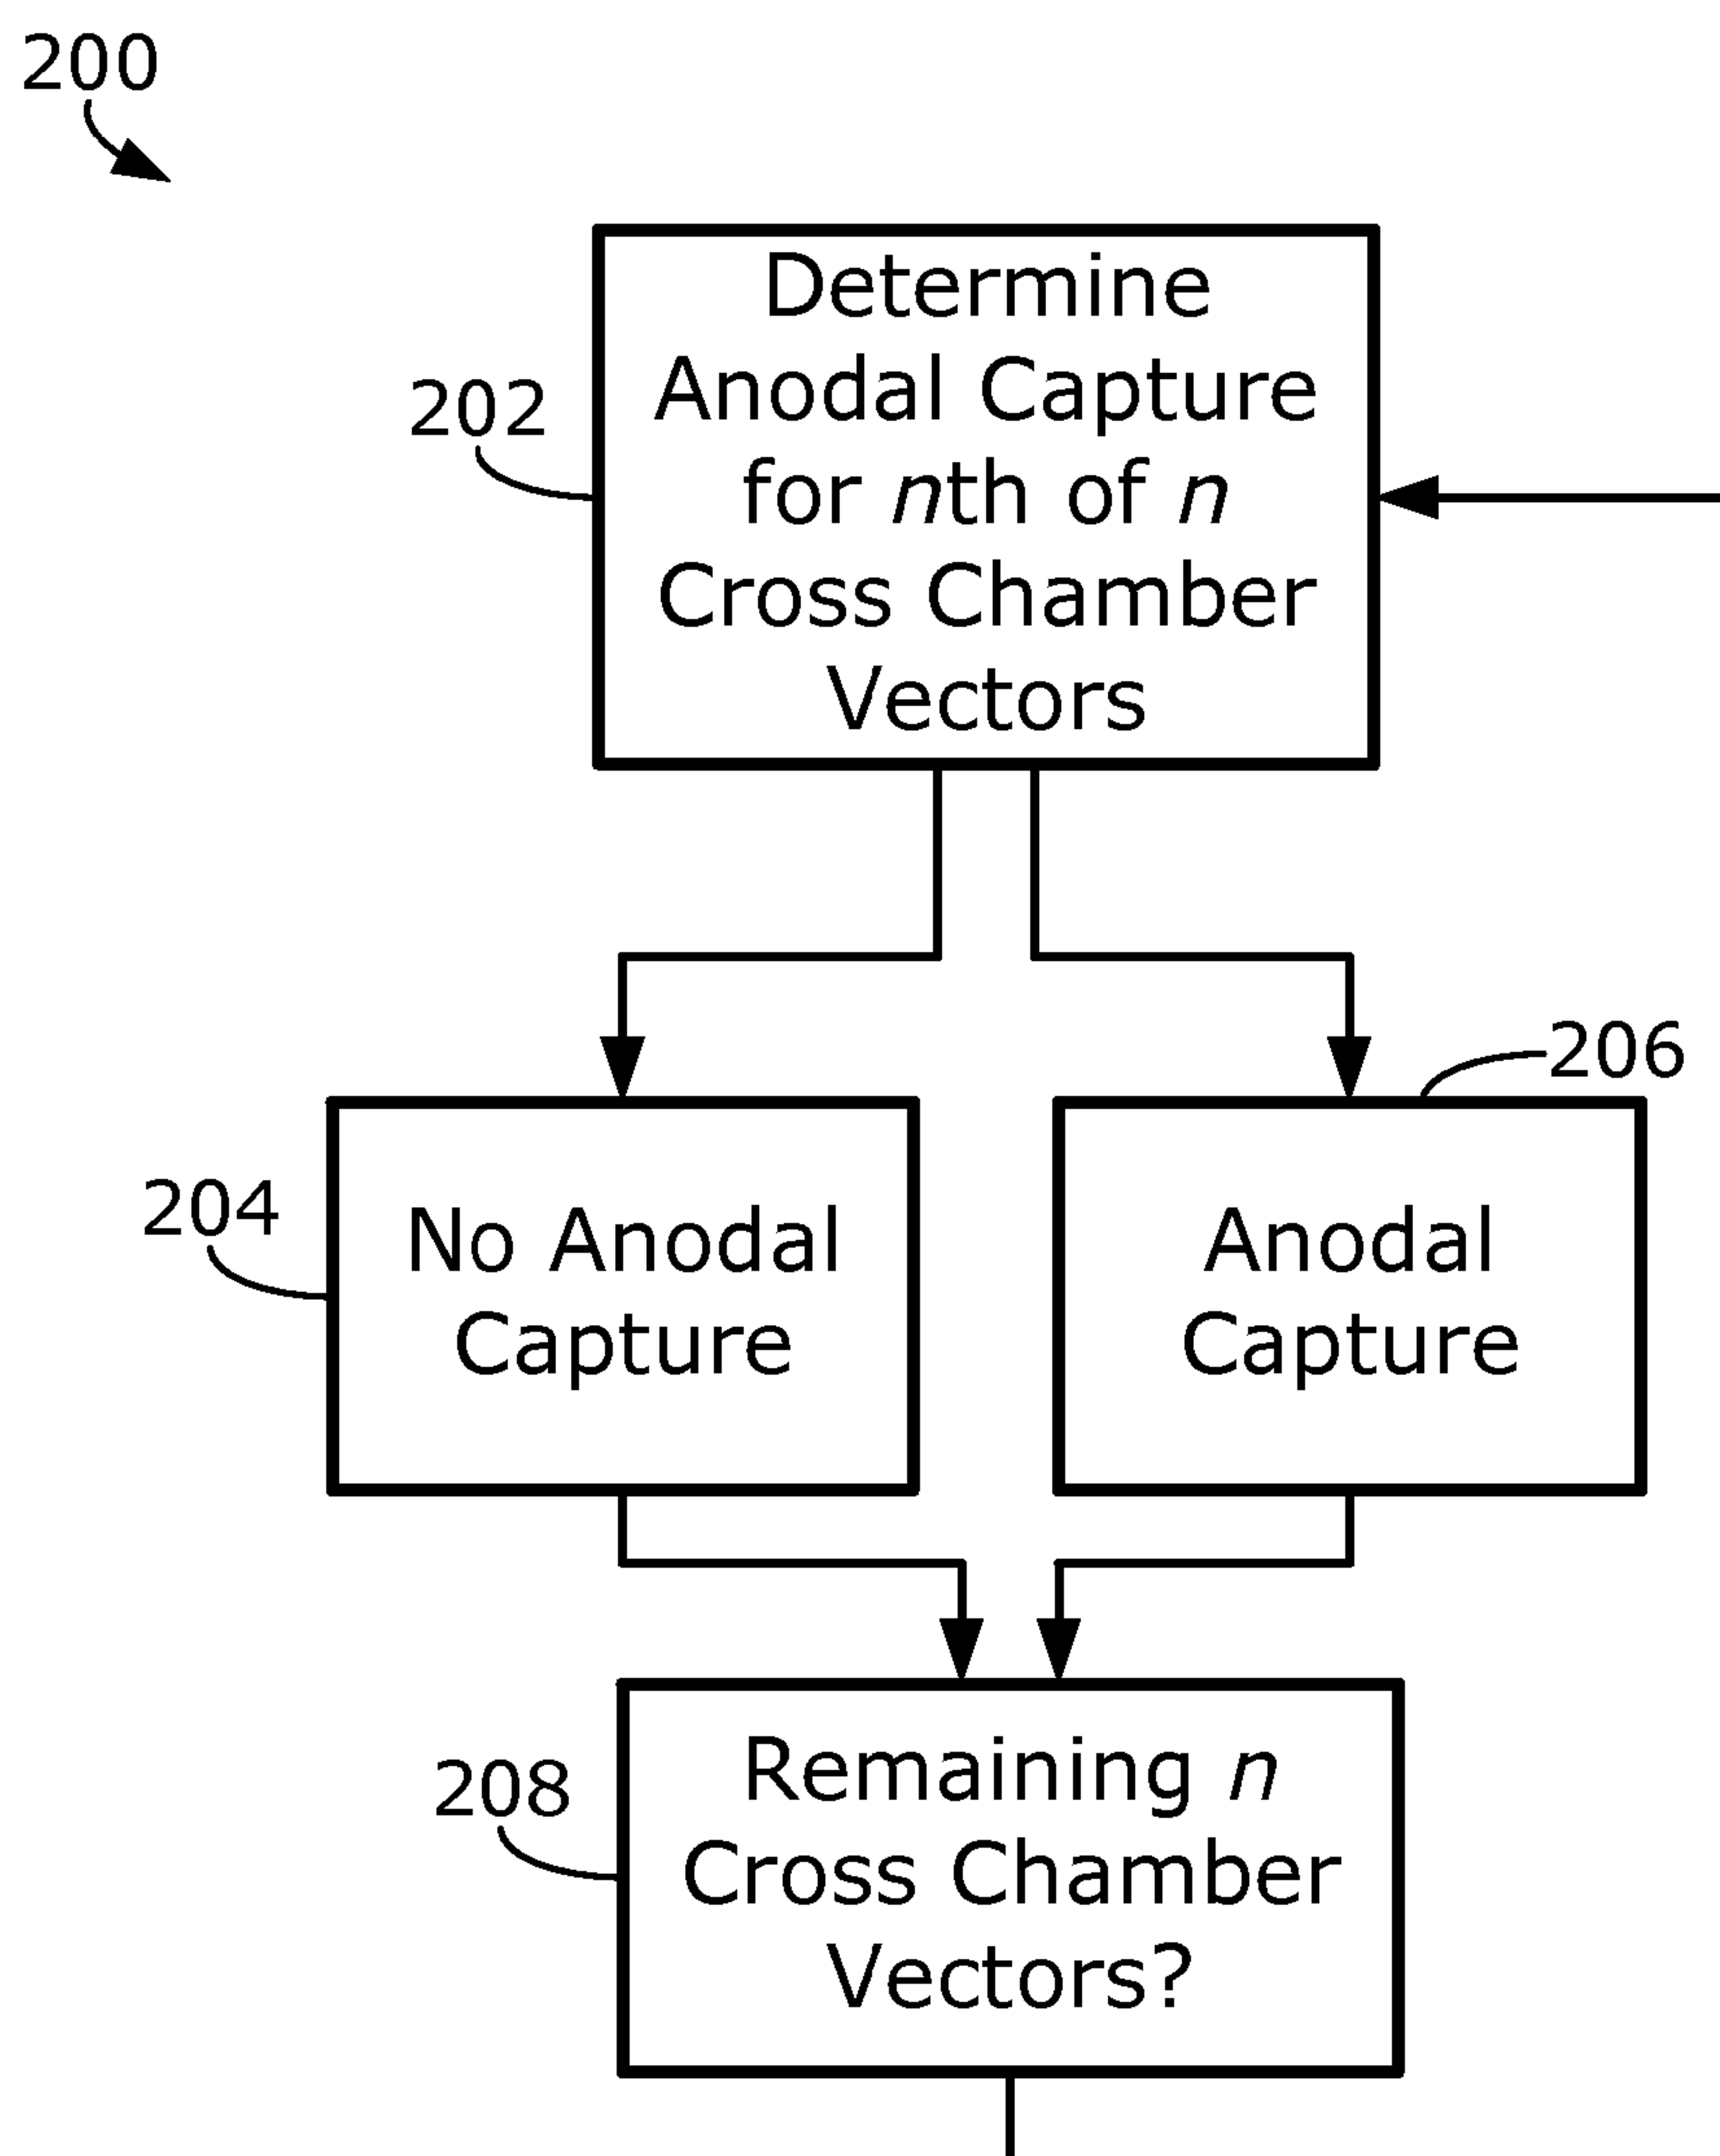 200
Determine
Anodal Capture
202
for nth of n
Cross Chamber
Vectors
206
204
No Anodal
Capture
Anodal
Capture
208
Remaining n
Cross Chamber
Vectors?